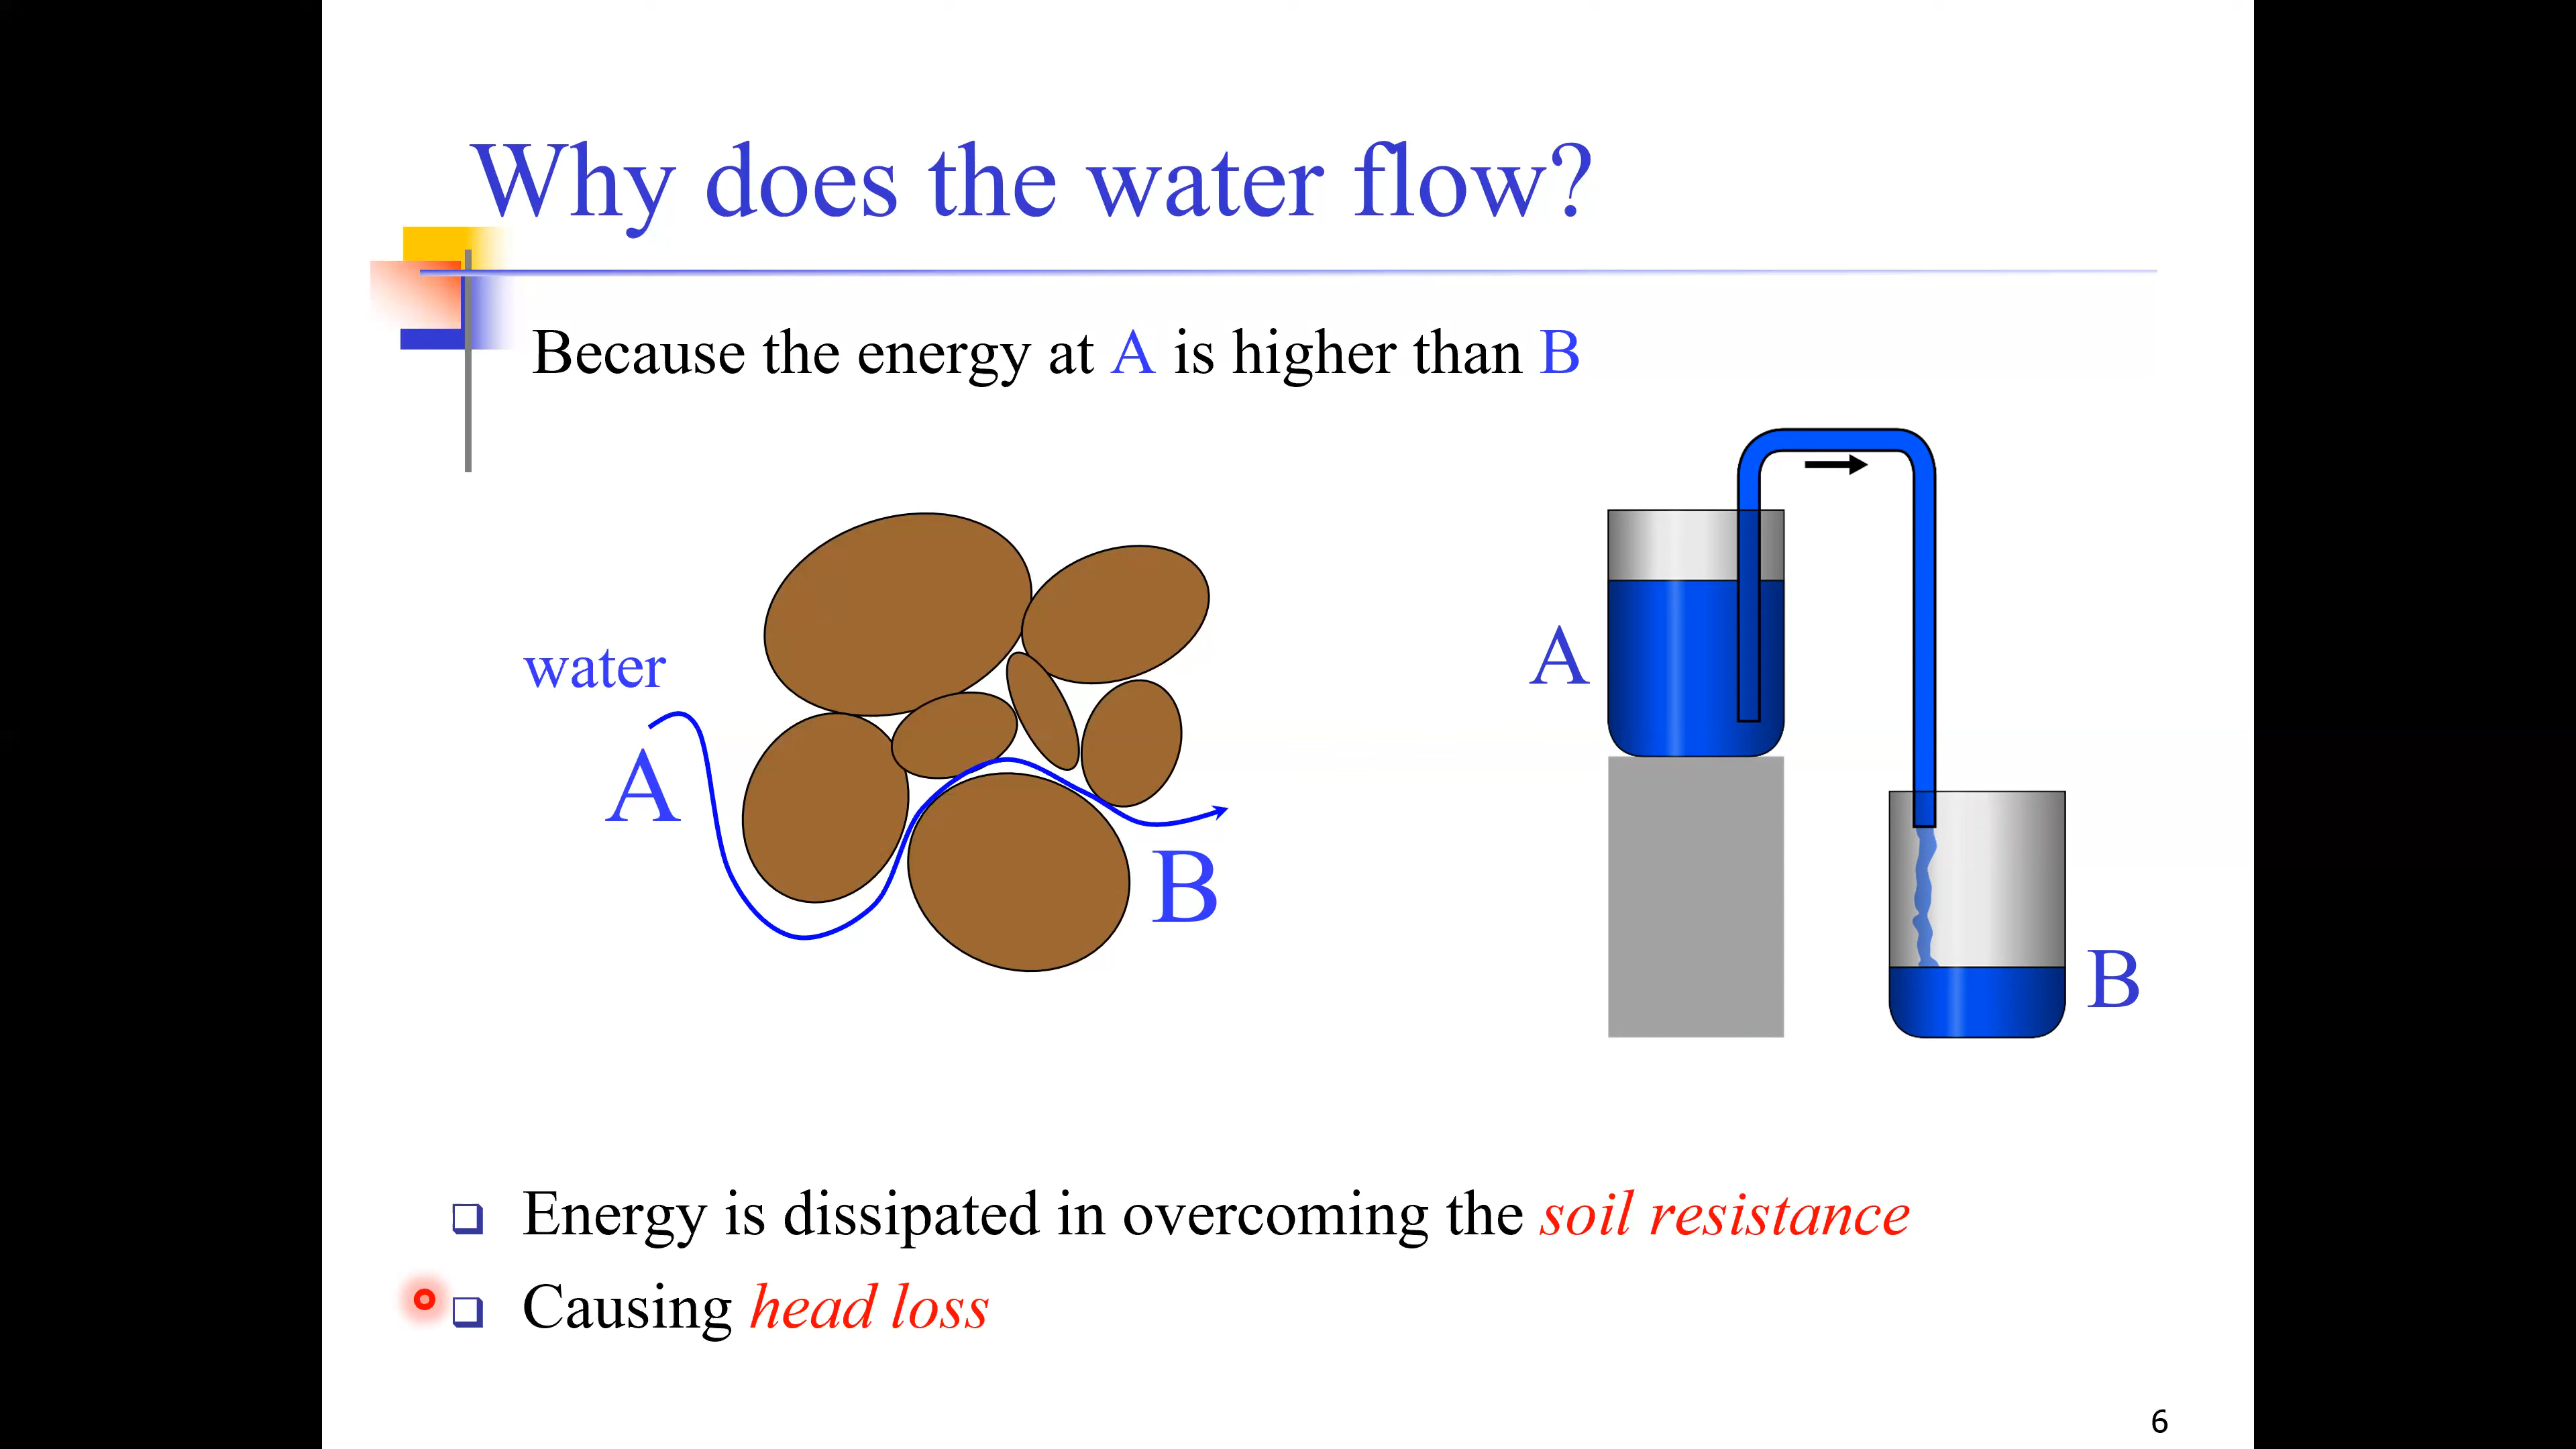 Why does the water flow?
Because the energy at A is higher than B
water
A
B
A
B
Energy is dissipated in overcoming the soil resistance
Causing head loss
6